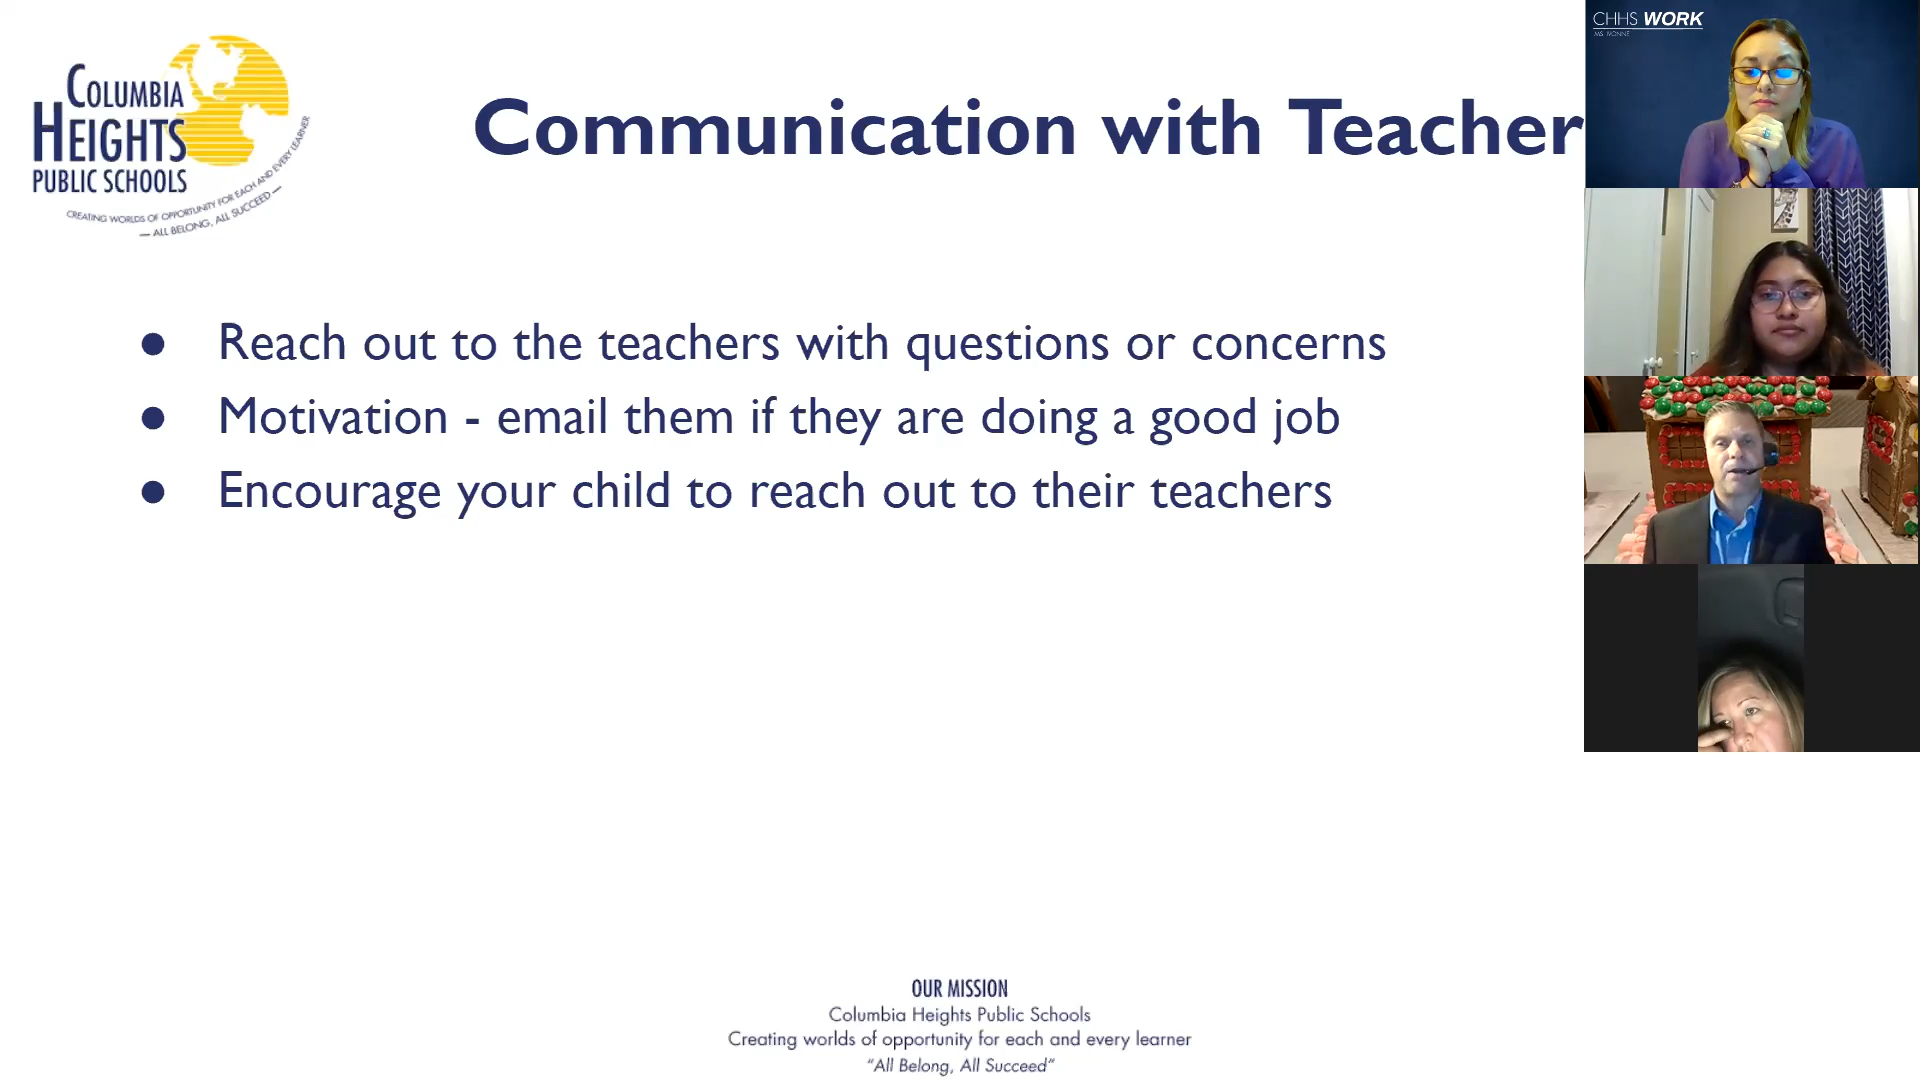 COLUMBIA
HEIGHTS
PUBLIC SCHOOLS
CREATING WORLDS OF OPPORTUNITY FOR EACH AND EVERY LEARNER
— ALL BELONG, ALL SUCCEED —
Communication with Teacher
CHHS WORK
MS. MONNE
● Reach out to the teachers with questions or concerns
● Motivation - email them if they are doing a good job
● Encourage your child to reach out to their teachers
OUR MISSION
Columbia Heights Public Schools
Creating worlds of opportunity for each and every learner
“All Belong, All Succeed”